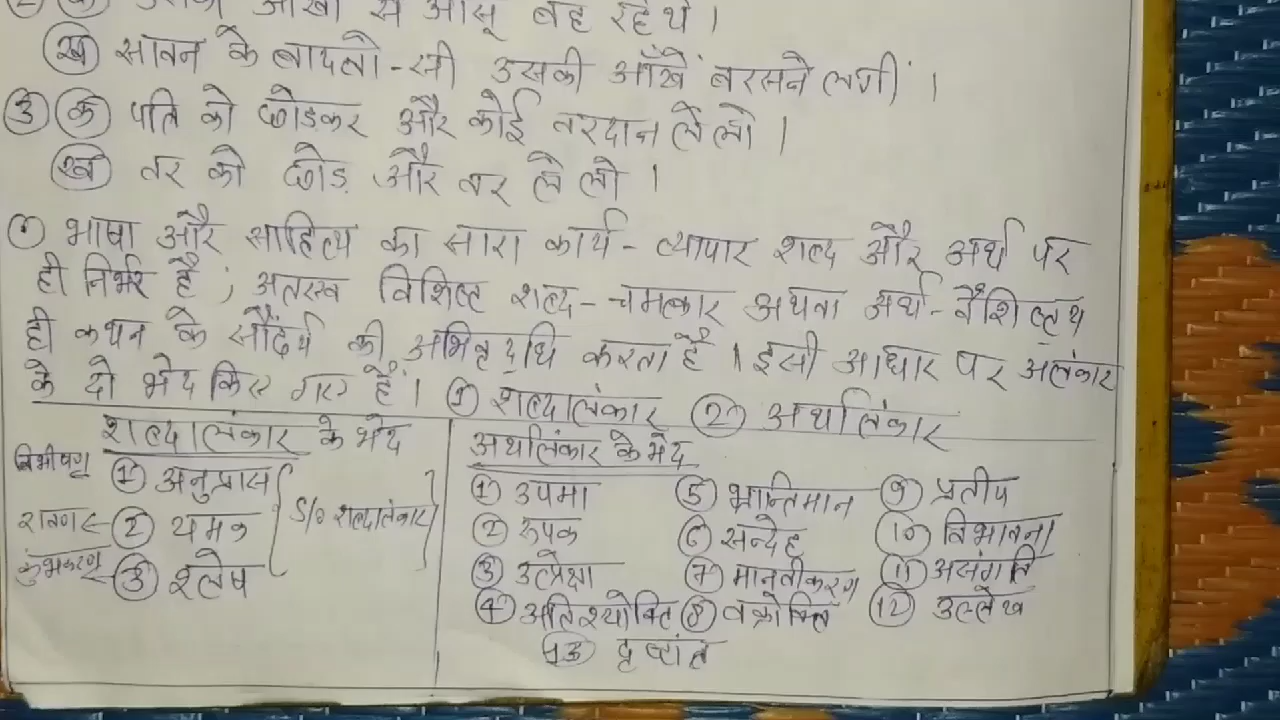 ② क उसकी आँखों से आँसू बह रहे थे।
ख सावन के बादलों-सी उसकी आँखें बरसने लगीं।
③ क पति को छोड़कर और कोई वरदान ले लो।
ख वर को छोड़ और वर ले लो।
भाषा और साहित्य का सारा कार्य-व्यापार शब्द और अर्थ पर
ही निर्भर है; अतएव विशिष्ट शब्द-चमत्कार अथवा अर्थ-वैशिष्ट्य
ही कथन के सौंदर्य की अभिवृद्धि करता है। इसी आधार पर अलंकार
के दो भेद किए गए हैं। ① शब्दालंकार ② अर्थालंकार
शब्दालंकार के भेद
विभीषण ① अनुप्रास
रावण ② यमक S/o शब्दालंकार
कुंभकरण ③ श्लेष
अर्थालंकार के भेद
① उपमा ⑤ भ्रान्तिमान ⑨ प्रतीप
② रूपक ⑥ सन्देह ⑩ विभावना
③ उत्प्रेक्षा ⑦ मानवीकरण ⑪ असंगति
④ अतिश्योक्ति ⑧ वक्रोक्ति ⑫ उल्लेख
⑬ दृष्टांत